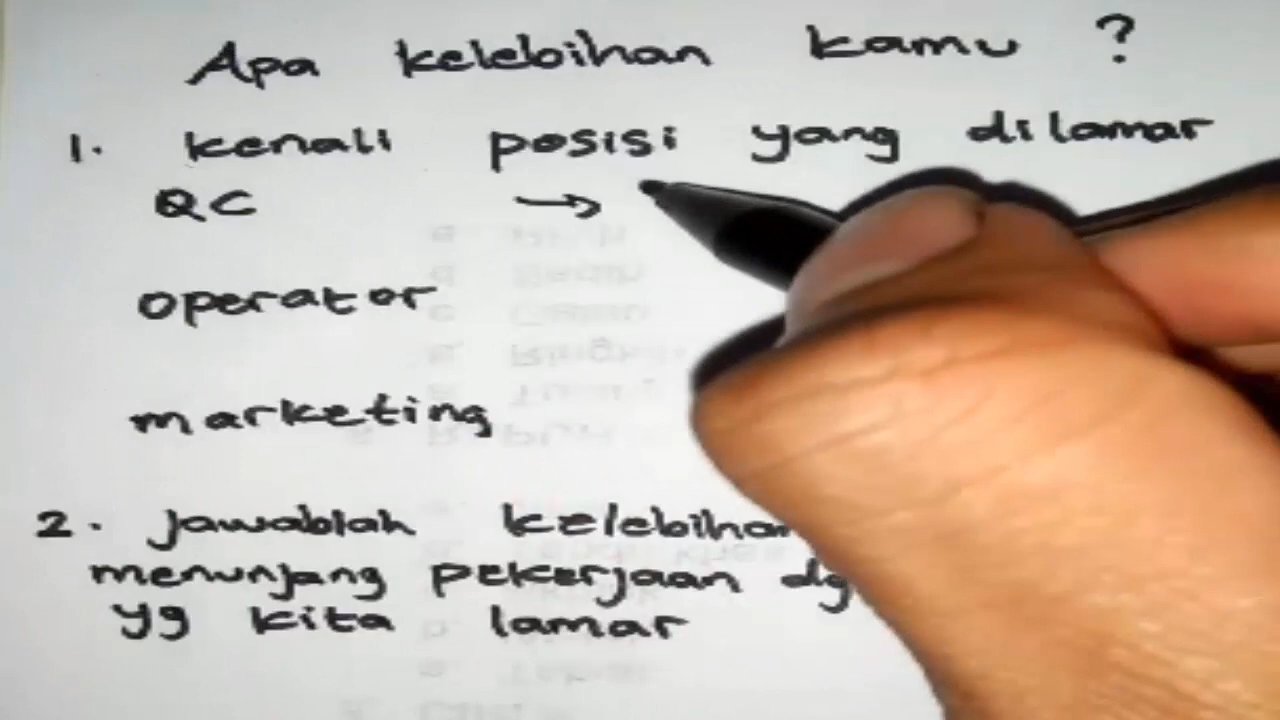 Apa kelebihan kamu ?
1. kenali posisi yang dilamar
QC →
operator
marketing
2. jawablah kelebihan
menunjang pekerjaan dg
yg kita lamar